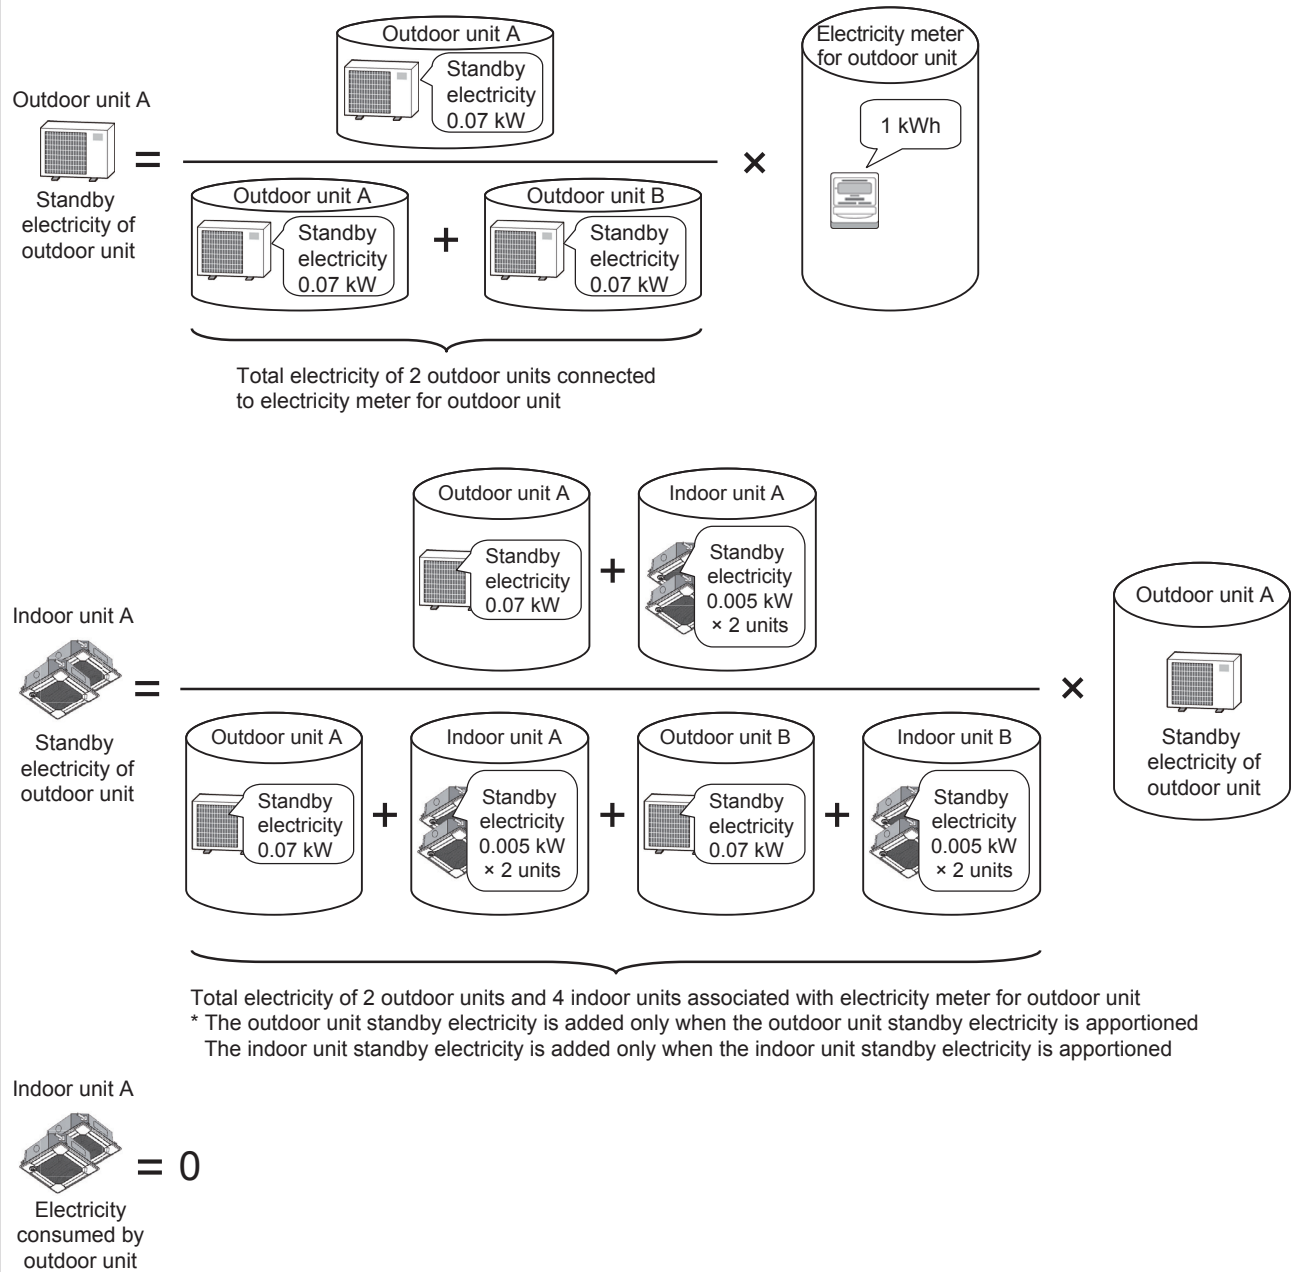 Outdoor unit A
Standby
electricity of
outdoor unit
=
Outdoor unit A
Standby
electricity
0.07 kW
Outdoor unit A
Standby
electricity
0.07 kW
+
Outdoor unit B
Standby
electricity
0.07 kW
×
Electricity meter
for outdoor unit
1 kWh
Total electricity of 2 outdoor units connected
to electricity meter for outdoor unit
Indoor unit A
Standby
electricity of
outdoor unit
=
Outdoor unit A
Standby
electricity
0.07 kW
+
Indoor unit A
Standby
electricity
0.005 kW
× 2 units
Outdoor unit A
Standby
electricity
0.07 kW
+
Indoor unit A
Standby
electricity
0.005 kW
× 2 units
+
Outdoor unit B
Standby
electricity
0.07 kW
+
Indoor unit B
Standby
electricity
0.005 kW
× 2 units
×
Outdoor unit A
Standby
electricity of
outdoor unit
Total electricity of 2 outdoor units and 4 indoor units associated with electricity meter for outdoor unit
* The outdoor unit standby electricity is added only when the outdoor unit standby electricity is apportioned
The indoor unit standby electricity is added only when the indoor unit standby electricity is apportioned
Indoor unit A
= 0
Electricity
consumed by
outdoor unit